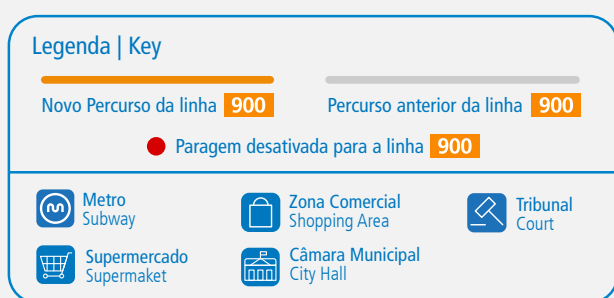 Legenda | Key
Novo Percurso da linha 900
Percurso anterior da linha 900
Paragem desativada para a linha 900
Metro
Subway
Zona Comercial
Shopping Area
Tribunal
Court
Supermercado
Supermaket
Câmara Municipal
City Hall